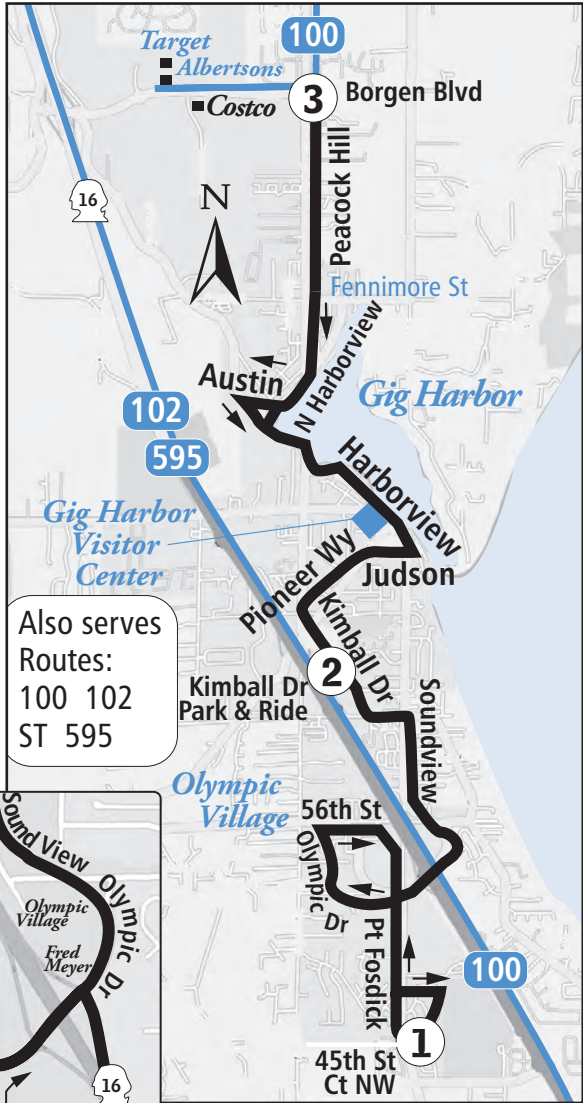 Target
Albertsons
Costco
100
3
Borgen Blvd
16
N
Peacock Hill
Fennimore St
N Harborview
Austin
Gig Harbor
102
595
Harborview
Gig Harbor
Visitor
Center
Pioneer Wy
Judson
Also serves
Routes:
100 102
ST 595
Kimball Dr
2
Kimball Dr
Park & Ride
Soundview
Olympic
Village
56th St
Olympic Dr
Pt Fosdick
100
1
45th St
Ct NW
Sound View
Olympic Dr
Olympic
Village
Fred
Meyer
16